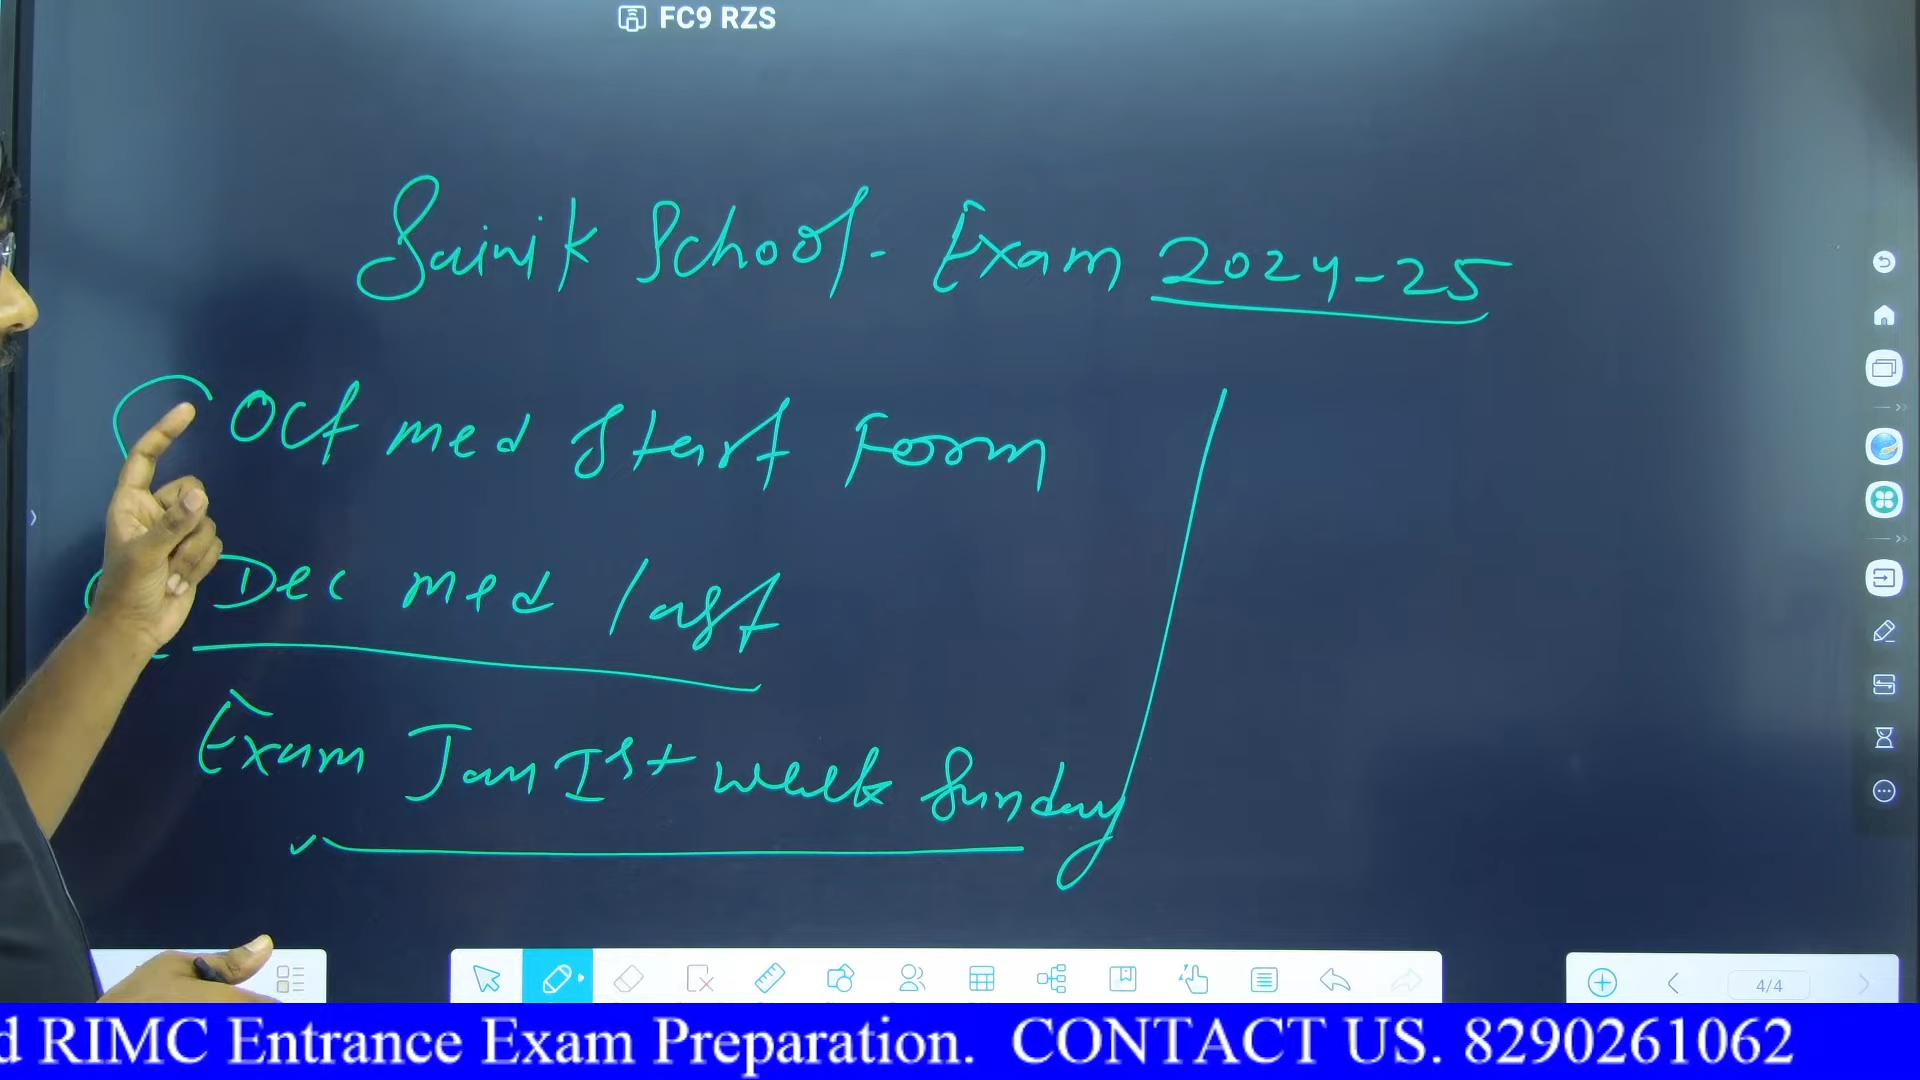 FC9 RZS
Sainik School - Exam 2024-25
Oct med Start Form
Dec med last
Exam Jan Ist week Sunday
4/4
d RIMC Entrance Exam Preparation. CONTACT US. 8290261062